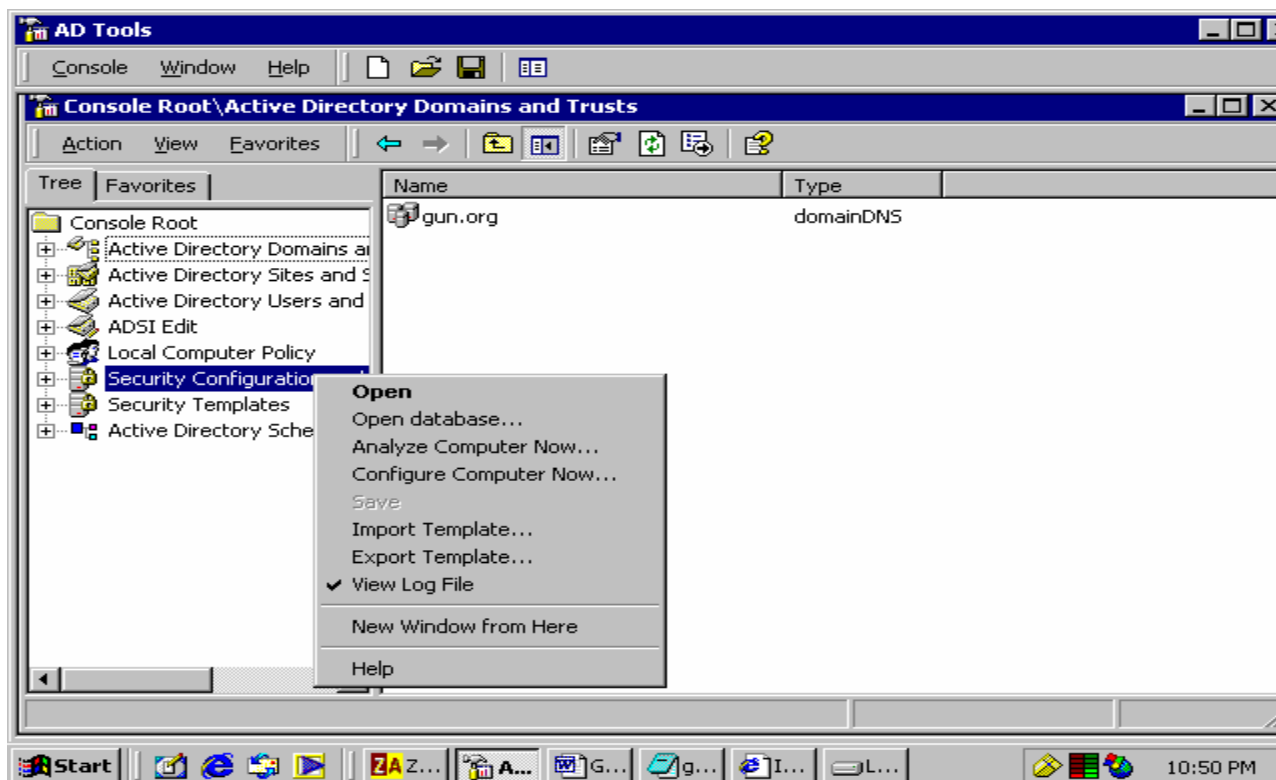 AD Tools
Console Window Help
Console Root\Active Directory Domains and Trusts
Action View Favorites
Tree Favorites
Name Type
Console Root
gun.org domainDNS
Active Directory Domains
Active Directory Sites and S
Active Directory Users and
ADSI Edit
Local Computer Policy
Security Configuration
Security Templates
Active Directory Sche
Open
Open database...
Analyze Computer Now...
Configure Computer Now...
Save
Import Template...
Export Template...
View Log File
New Window from Here
Help
Start ZA Z... A... G... g... I... L... 10:50 PM